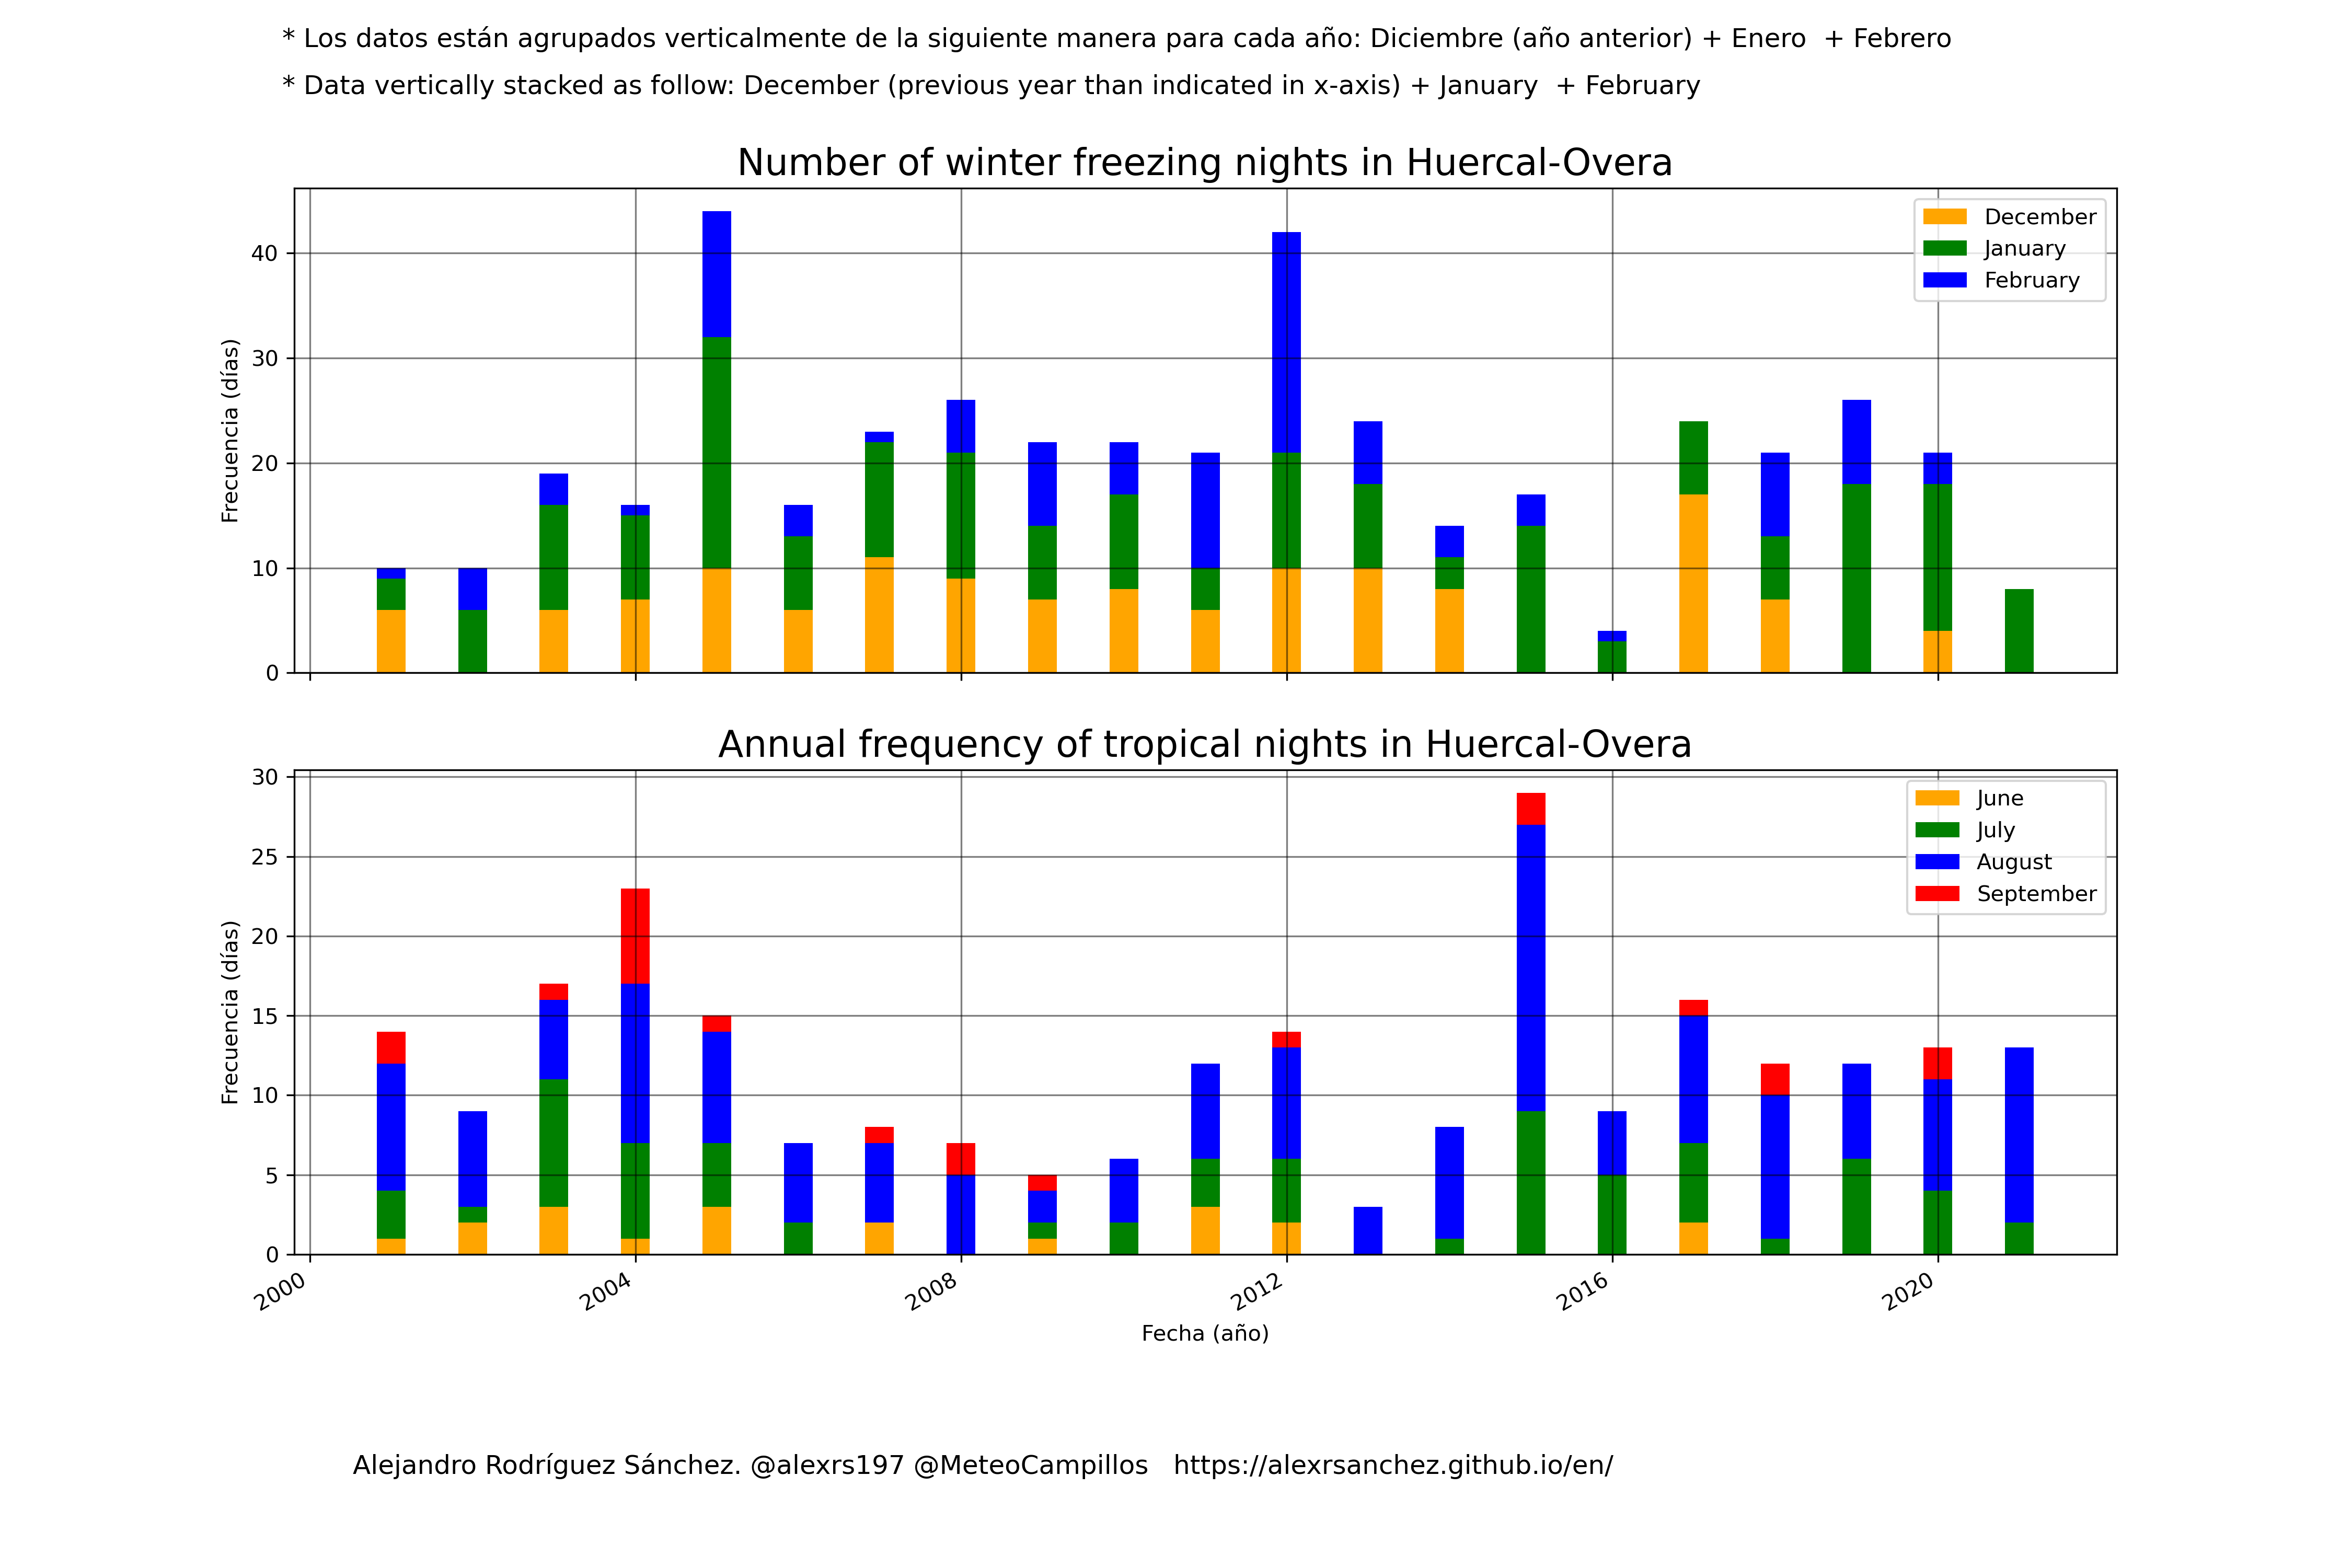 * Los datos están agrupados verticalmente de la siguiente manera para cada año: Diciembre (año anterior) + Enero  + Febrero
* Data vertically stacked as follow: December (previous year than indicated in x-axis) + January  + February
Number of winter freezing nights in Huercal-Overa
Frecuencia (días)
40
30
20
10
0
December
January
February
Annual frequency of tropical nights in Huercal-Overa
Frecuencia (días)
30
25
20
15
10
5
0
June
July
August
September
2000
2004
2008
2012
2016
2020
Fecha (año)
Alejandro Rodríguez Sánchez. @alexrs197 @MeteoCampillos   https://alexrsanchez.github.io/en/